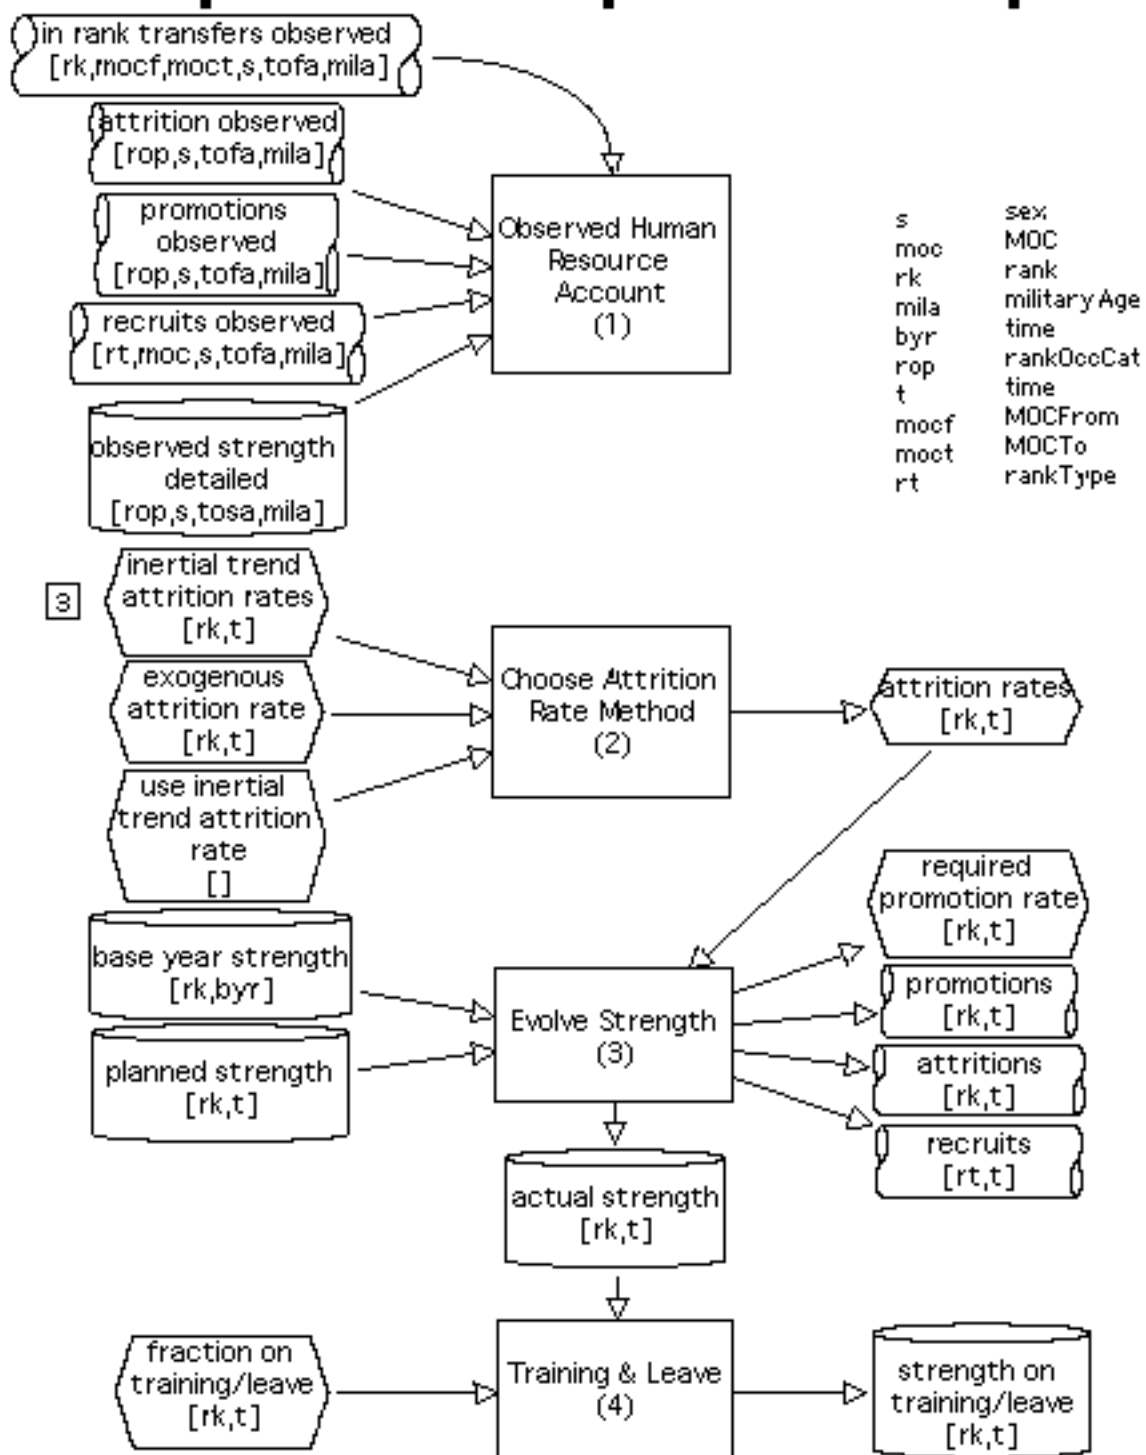 in rank transfers observed
[rk,mocf,moct,s,tofa,mila]
attrition observed
[rop,s,tofa,mila]
promotions
observed
[rop,s,tofa,mila]
recruits observed
[rt,moc,s,tofa,mila]
observed strength
detailed
[rop,s,tosa,mila]
Observed Human
Resource
Account
(1)
s sex
moc MOC
rk rank
mila militaryAge
byr time
rop rankOccCat
t time
mocf MOCFrom
moct MOCTo
rt rankType
3
inertial trend
attrition rates
[rk,t]
exogenous
attrition rate
[rk,t]
use inertial
trend attrition
rate
[]
Choose Attrition
Rate Method
(2)
attrition rates
[rk,t]
base year strength
[rk,byr]
planned strength
[rk,t]
Evolve Strength
(3)
required
promotion rate
[rk,t]
promotions
[rk,t]
attritions
[rk,t]
recruits
[rt,t]
actual strength
[rk,t]
fraction on
training/leave
[rk,t]
Training & Leave
(4)
strength on
training/leave
[rk,t]